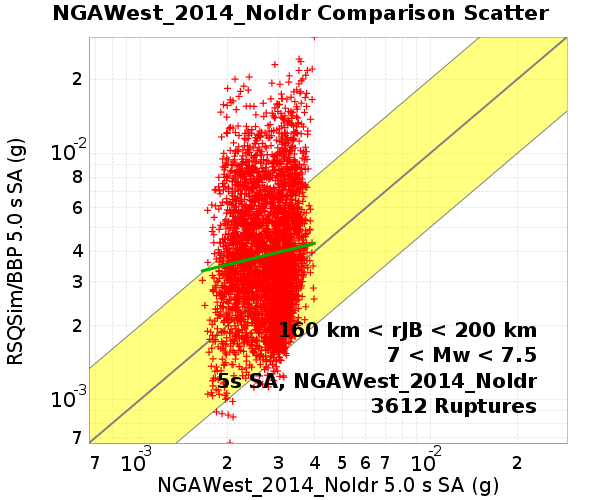 NGAWest_2014_NoIdr Comparison Scatter
RSQSim/BBP 5.0 s SA (g)
2
10^-2
8
6
4
3
2
10^-3
7
160 km < rJB < 200 km
7 < Mw < 7.5
5s SA, NGAWest_2014_NoIdr
3612 Ruptures
7 10^-3 2 3 4 5 6 7 10^-2 2
NGAWest_2014_NoIdr 5.0 s SA (g)